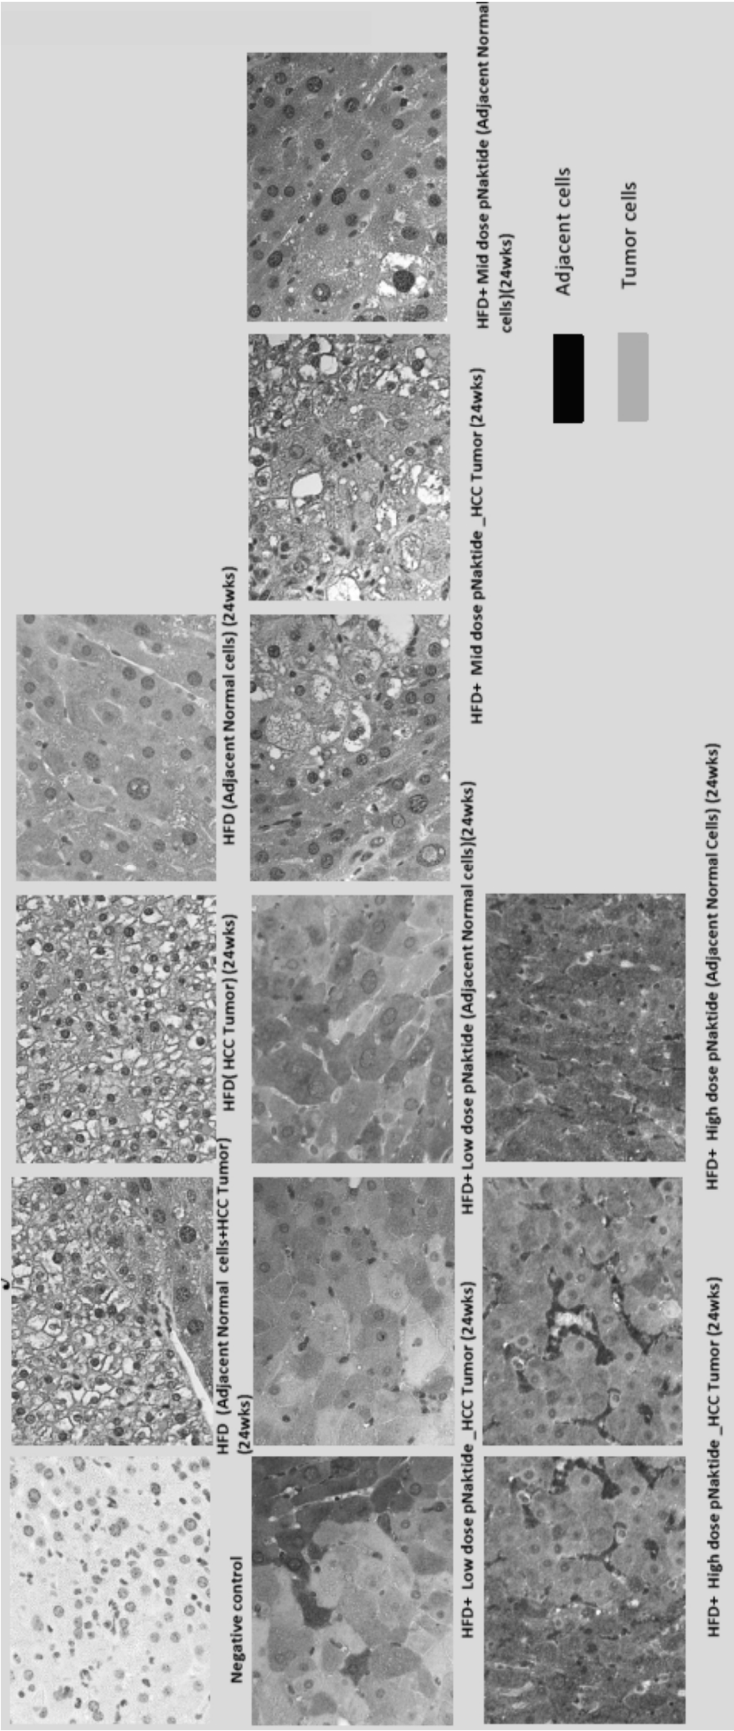 Negative control
HFD (Adjacent Normal cells+HCC Tumor)
(24wks)
HFD( HCC Tumor) (24wks)
HFD (Adjacent Normal cells) (24wks)
HFD+ Low dose pNaktide _HCC Tumor (24wks)
HFD+ Low dose pNaktide (Adjacent Normal cells)(24wks)
HFD+ Mid dose pNaktide _HCC Tumor (24wks)
HFD+ Mid dose pNaktide (Adjacent Normal
cells)(24wks)
HFD+ High dose pNaktide _HCC Tumor (24wks)
HFD+ High dose pNaktide (Adjacent Normal Cells) (24wks)
Adjacent cells
Tumor cells